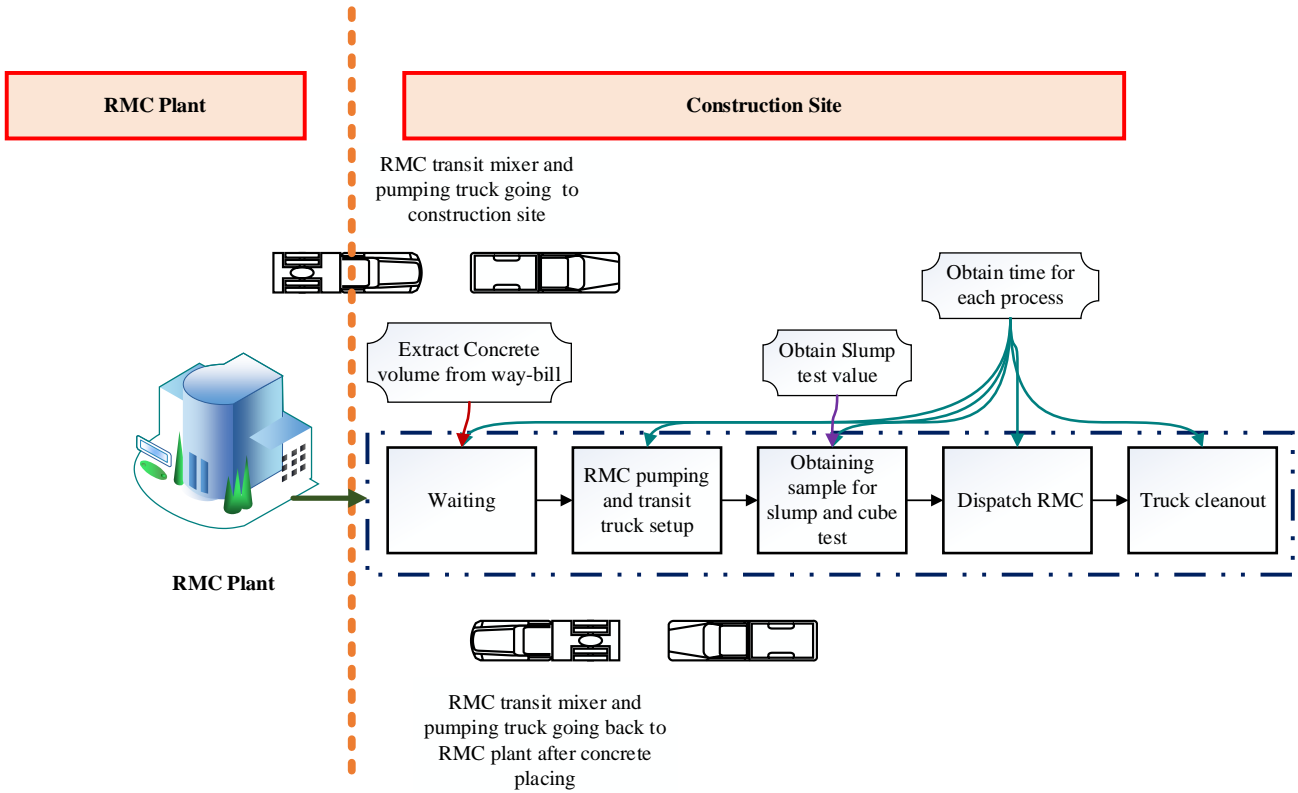 RMC Plant
Construction Site
RMC transit mixer and
pumping truck going to
construction site
Obtain time for
each process
Extract Concrete
volume from way-bill
Obtain Slump
test value
Waiting
RMC pumping
and transit
truck setup
Obtaining
sample for
slump and cube
test
Dispatch RMC
Truck cleanout
RMC Plant
RMC transit mixer and
pumping truck going back to
RMC plant after concrete
placing